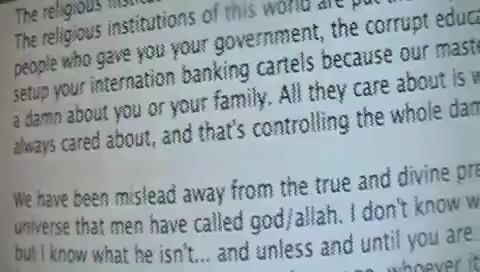 The religious
The religious institutions of this world are put
people who gave you your government, the corrupt educa
setup your internation banking cartels because our maste
a damn about you or your family. All they care about is w
always cared about, and that's controlling the whole dam
We have been mislead away from the true and divine pre
universe that men have called god/allah. I don't know w
but I know what he isn't... and unless and until you are
whoever it